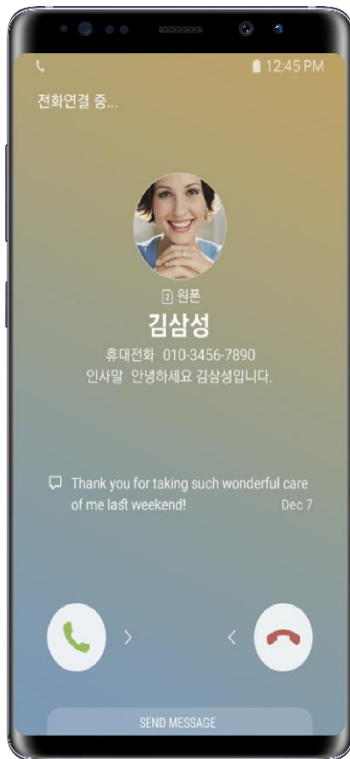 12:45 PM
전화연결 중...
2 원폰
김삼성
휴대전화 010-3456-7890
인사말 안녕하세요 김삼성입니다.
Thank you for taking such wonderful care
of me last weekend! Dec 7
SEND MESSAGE